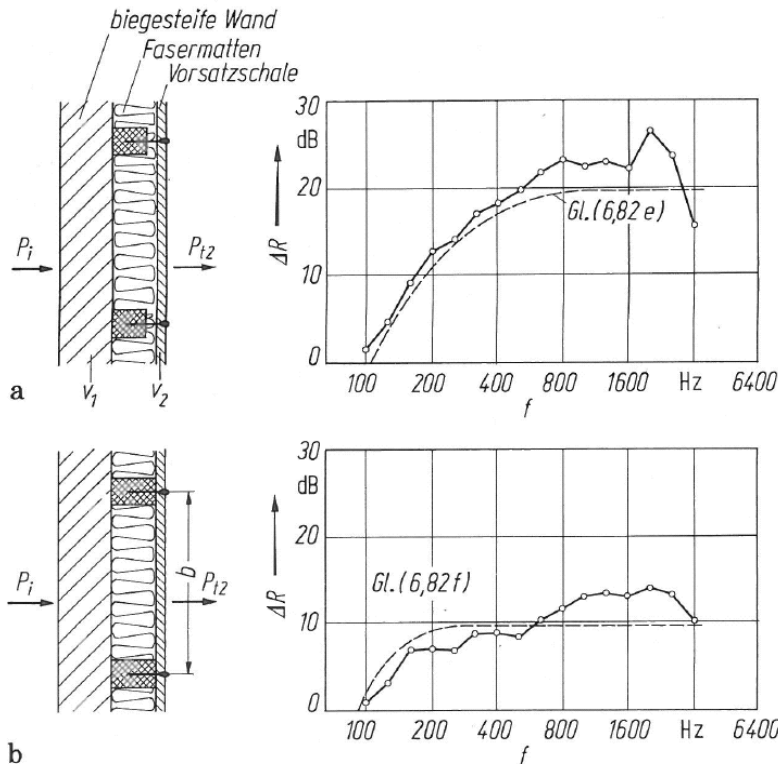 biegesteife Wand
Fasermatten
Vorsatzschale
P_i
P_t2
v_1
v_2
a
30
dB
20
10
0
ΔR
Gl.(6,82e)
100 200 400 800 1600 Hz 6400
f
P_i
b
P_t2
b
30
dB
20
10
0
ΔR
Gl.(6,82f)
100 200 400 800 1600 Hz 6400
f